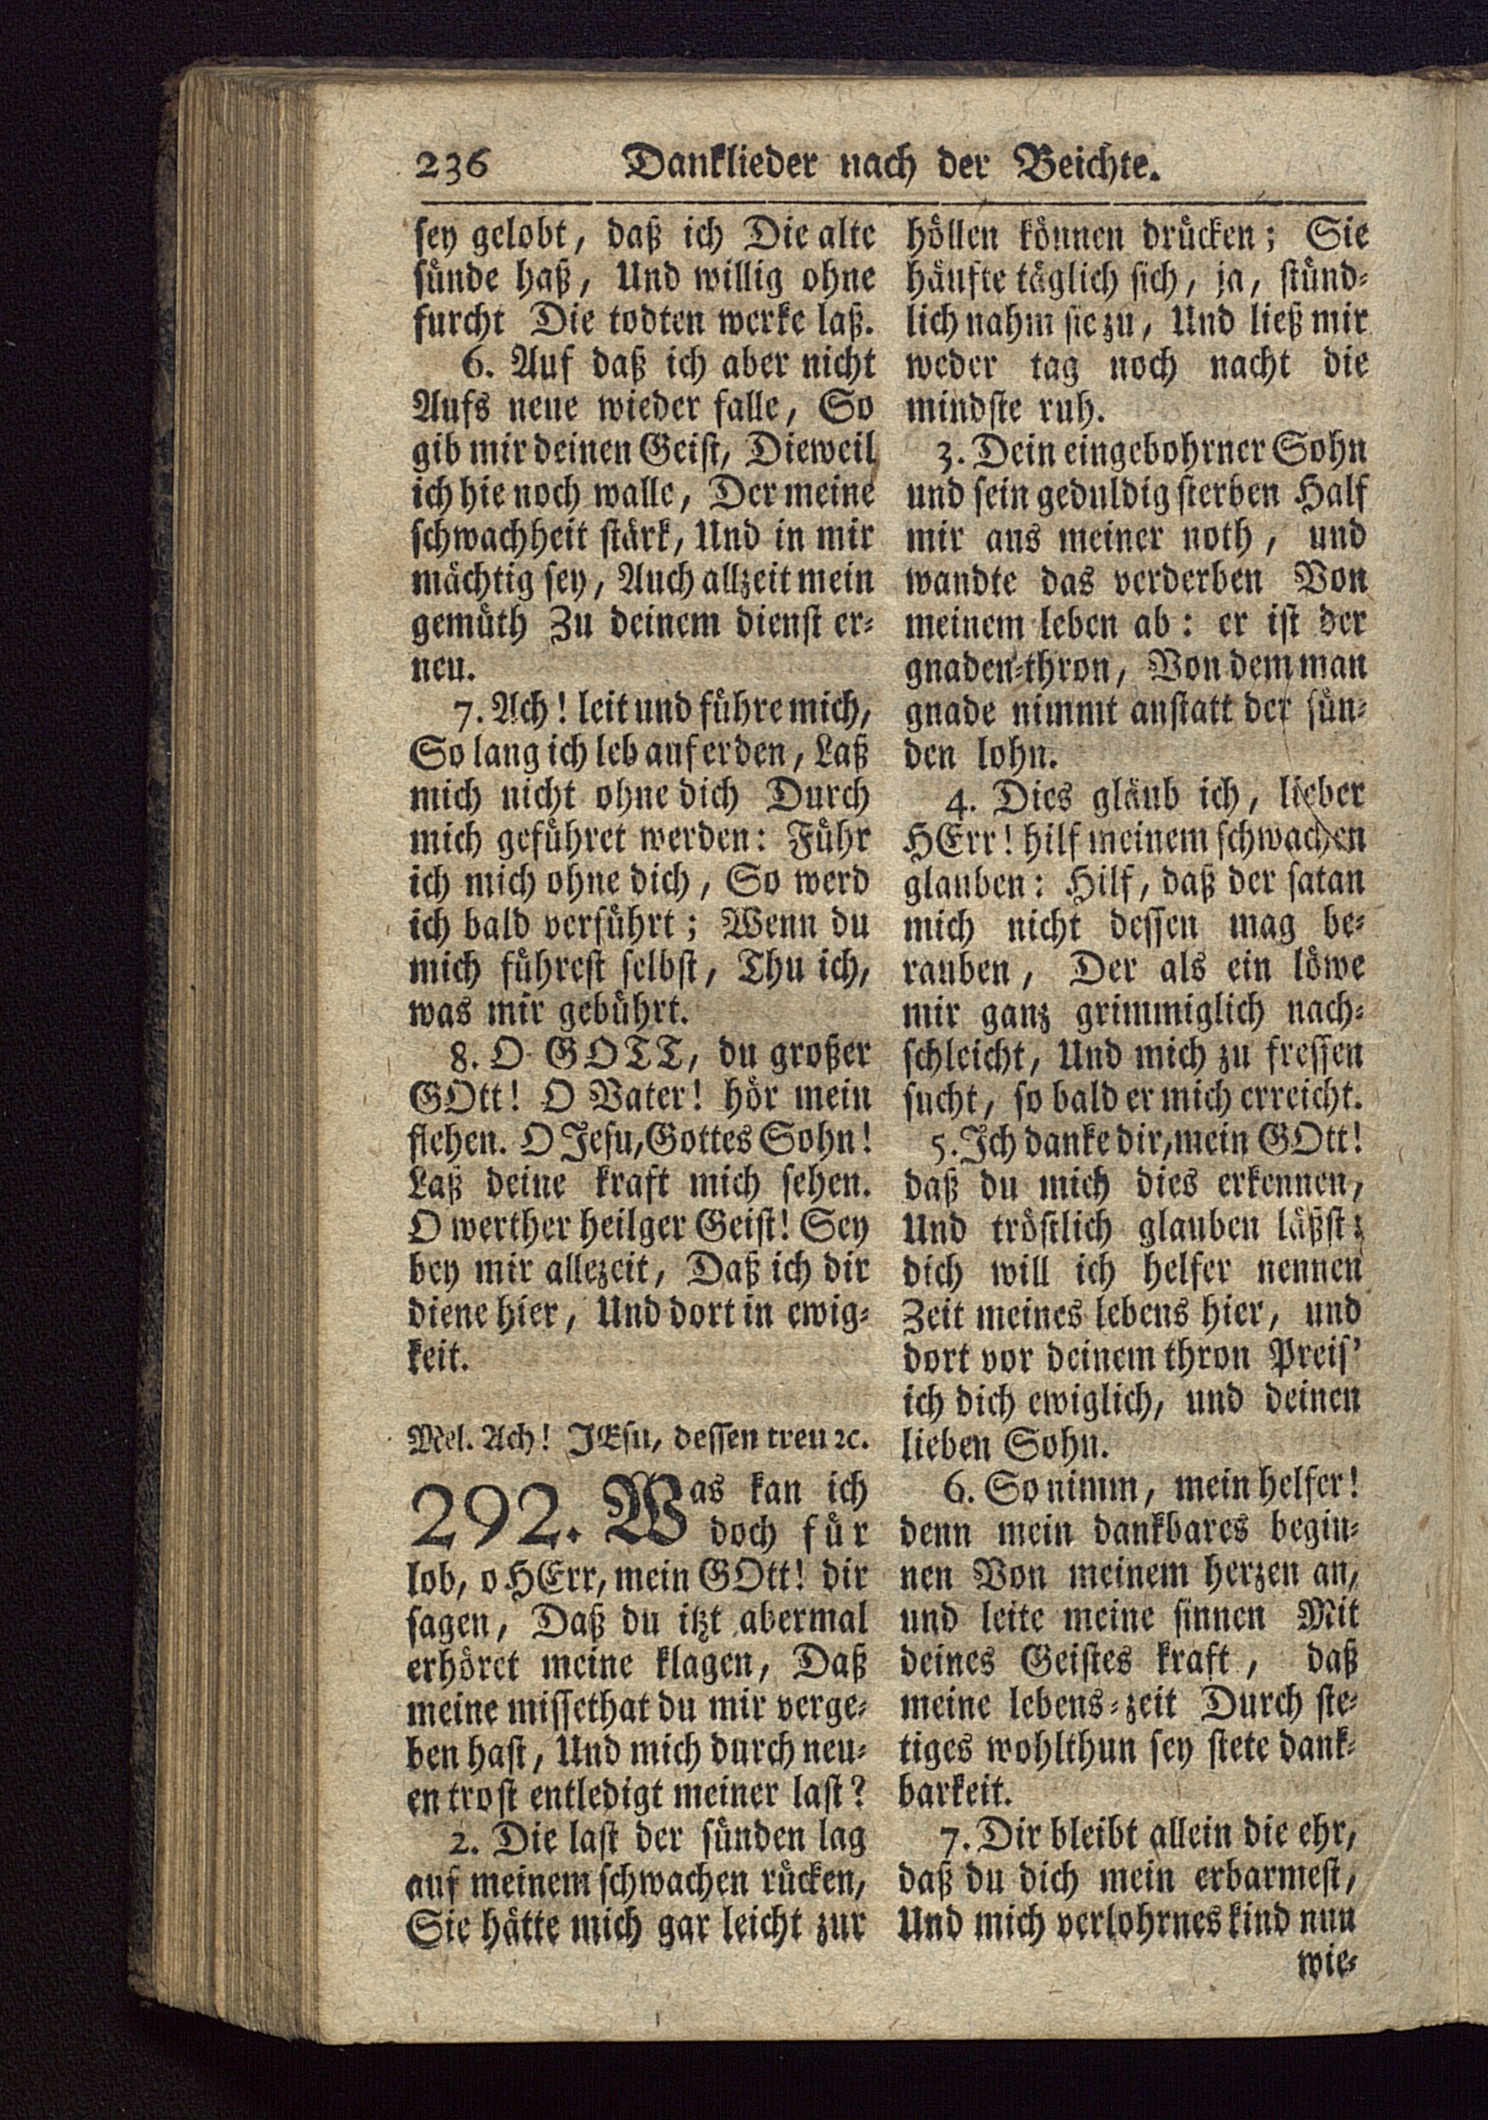 236 Danklieder nach der Beichte.
sey gelobt, daß ich Die alte
sünde haß, Und willig ohne
furcht Die todten werke laß.
6. Auf daß ich aber nicht
Aufs neue wieder falle, So
gib mir deinen Geist, Dieweil
ich hie noch walle, Der meine
schwachheit stärk, Und in mir
mächtig sey, Auch allzeit mein
gemüth Zu deinem dienst er-
neu.
7. Ach! leit und führe mich,
So lang ich leb auf erden, Laß
mich nicht ohne dich Durch
mich geführet werden: Führ
ich mich ohne dich, So werd
ich bald verführt; Wenn du
mich führest selbst, Thu ich,
was mir gebührt.
8. O GOTT, du großer
GOtt! O Vater! hör mein
flehen. O Jesu, Gottes Sohn!
Laß deine kraft mich sehen.
O werther heilger Geist! Sey
bey mir allezeit, Daß ich dir
diene hier, Und dort in ewig-
keit.
Mel. Ach! JEsu, dessen treu ꝛc.
292. Was kan ich
doch für
lob, o HErr, mein GOtt! dir
sagen, Daß du itzt abermal
erhöret meine klagen, Daß
meine missethat du mir verge-
ben hast, Und mich durch neu-
en trost entledigt meiner last?
2. Die last der sünden lag
auf meinem schwachen rücken,
Sie hätte mich gar leicht zur
höllen können drücken; Sie
häufte täglich sich, ja, stünd-
lich nahm sie zu, Und ließ mir
weder tag noch nacht die
mindste ruh.
3. Dein eingebohrner Sohn
und sein geduldig sterben Half
mir aus meiner noth, und
wandte das verderben Von
meinem leben ab: er ist der
gnaden-thron, Von dem man
gnade nimmt anstatt der sün-
den lohn.
4. Dies gläub ich, lieber
HErr! hilf meinem schwachen
glauben: Hilf, daß der satan
mich nicht dessen mag be-
rauben, Der als ein löwe
mir ganz grimmiglich nach-
schleicht, Und mich zu fressen
sucht, so bald er mich erreicht.
5. Ich danke dir, mein GOtt!
daß du mich dies erkennen,
Und tröstlich glauben läßst;
dich will ich helfer nennen
Zeit meines lebens hier, und
dort vor deinem thron Preis'
ich dich ewiglich, und deinen
lieben Sohn.
6. So nimm, mein helfer!
denn mein dankbares begin-
nen Von meinem herzen an,
und leite meine sinnen Mit
deines Geistes kraft, daß
meine lebens-zeit Durch ste-
tiges wohlthun sey stete dank-
barkeit.
7. Dir bleibt allein die ehr,
daß du dich mein erbarmest,
Und mich verlohrnes kind nun
wie-